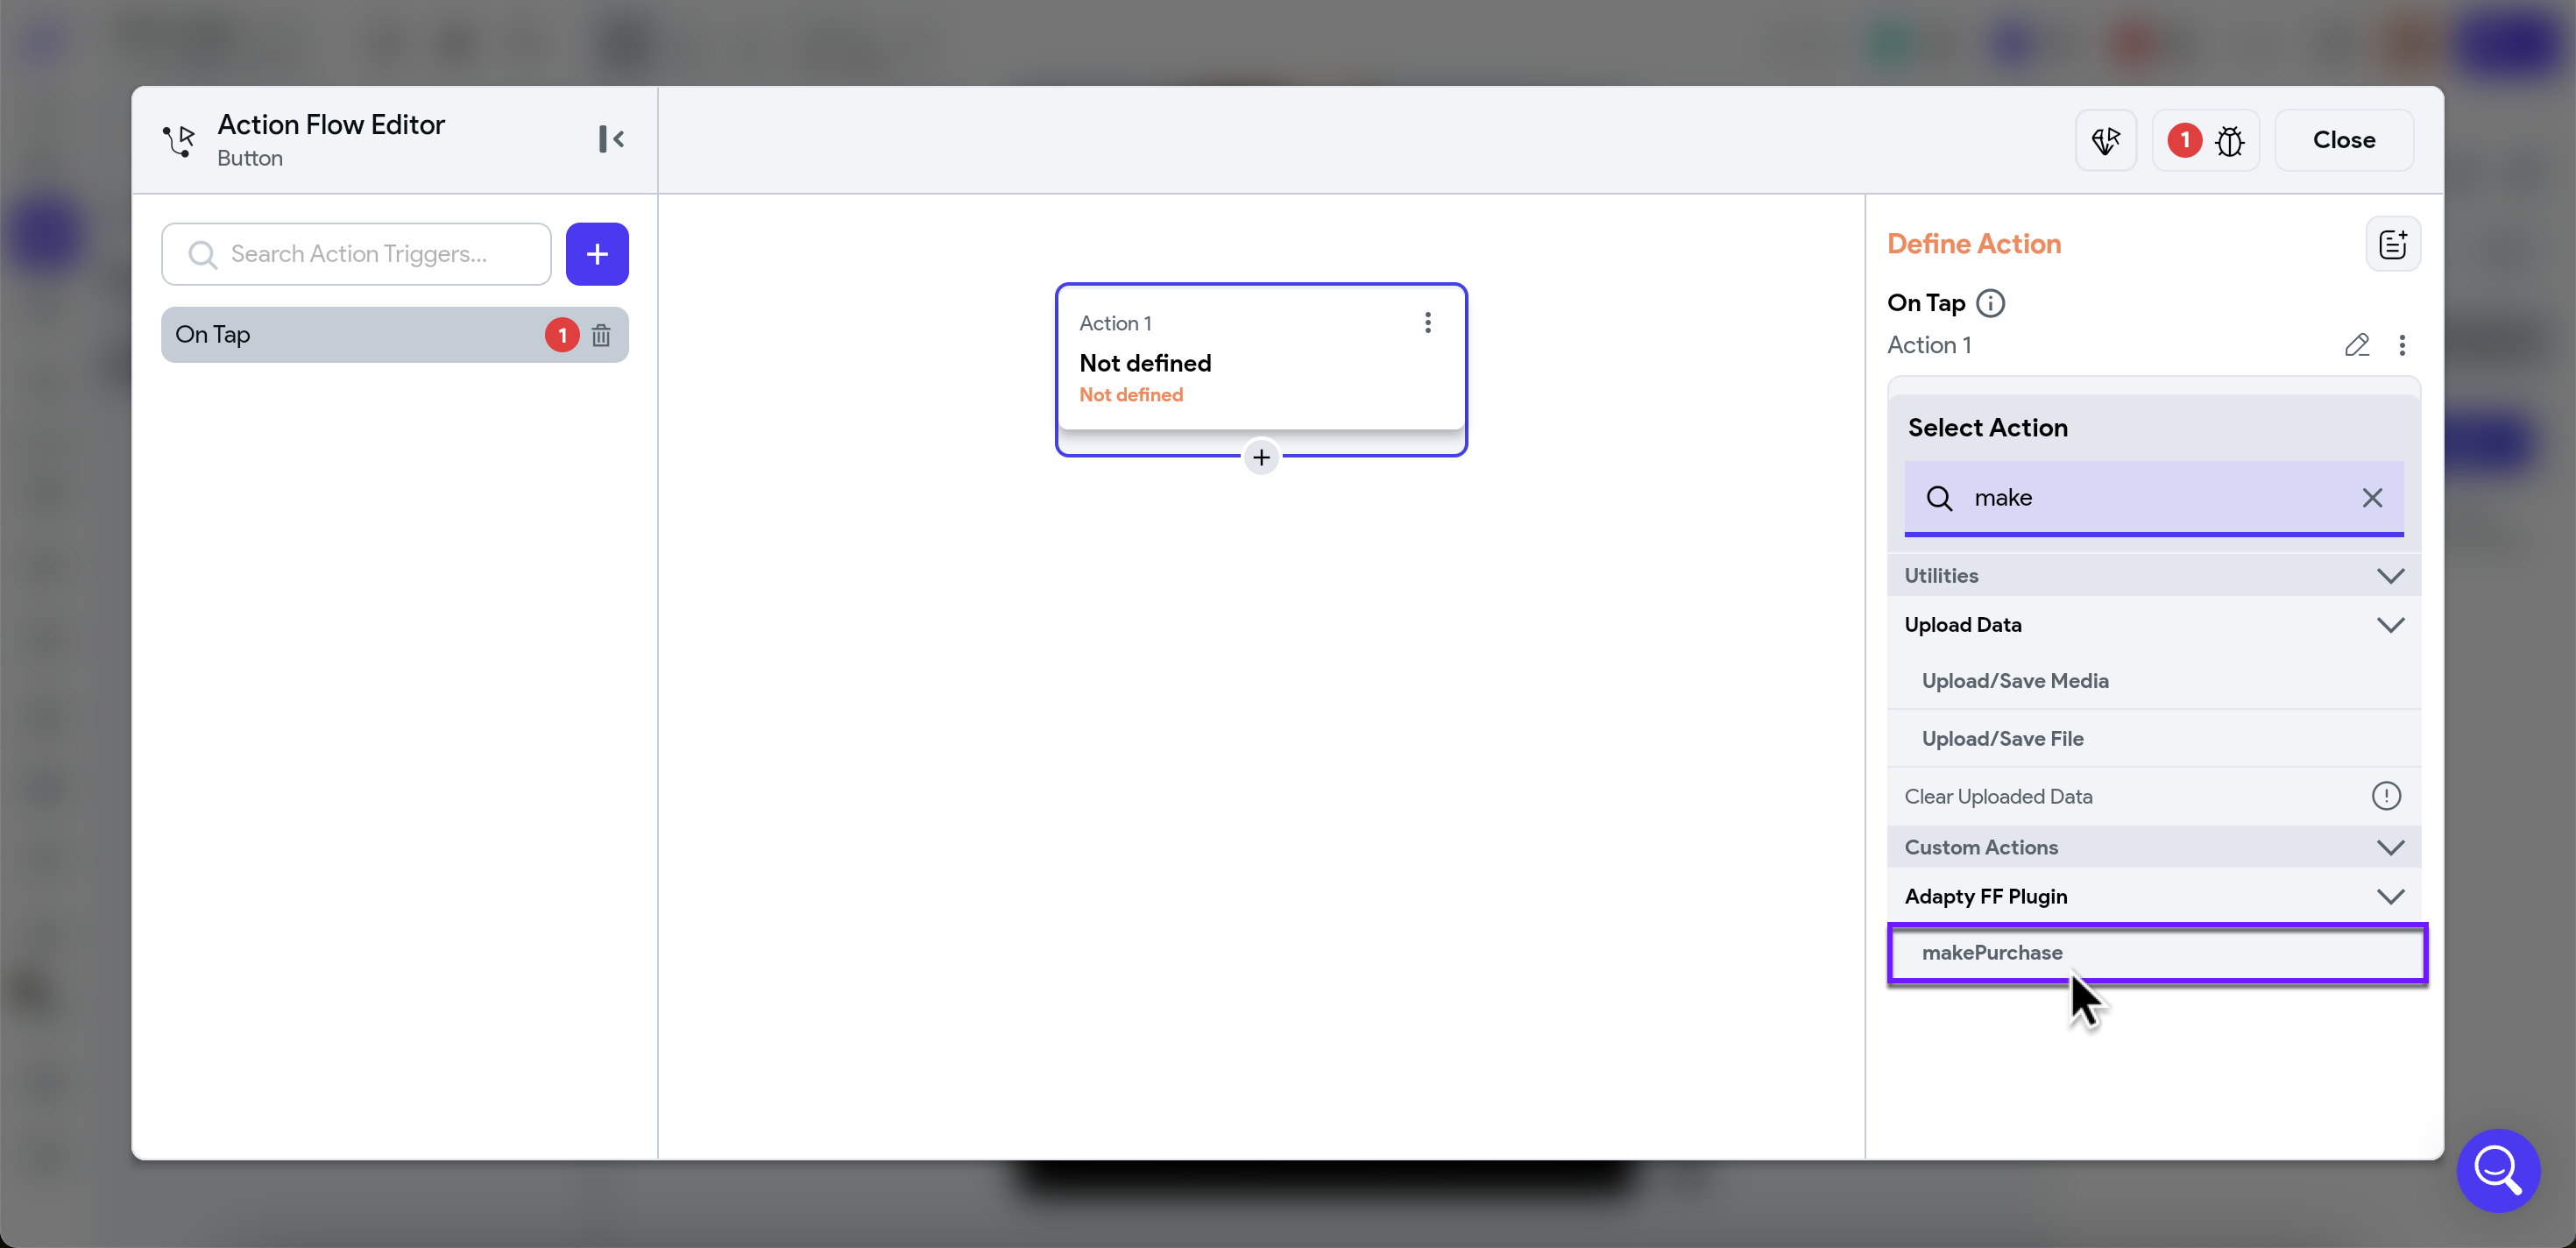 Action Flow Editor
Button
1
Close
Search Action Triggers...
On Tap
1
Action 1
Not defined
Not defined
Define Action
On Tap
Action 1
Select Action
make
Utilities
Upload Data
Upload/Save Media
Upload/Save File
Clear Uploaded Data
Custom Actions
Adapty FF Plugin
makePurchase